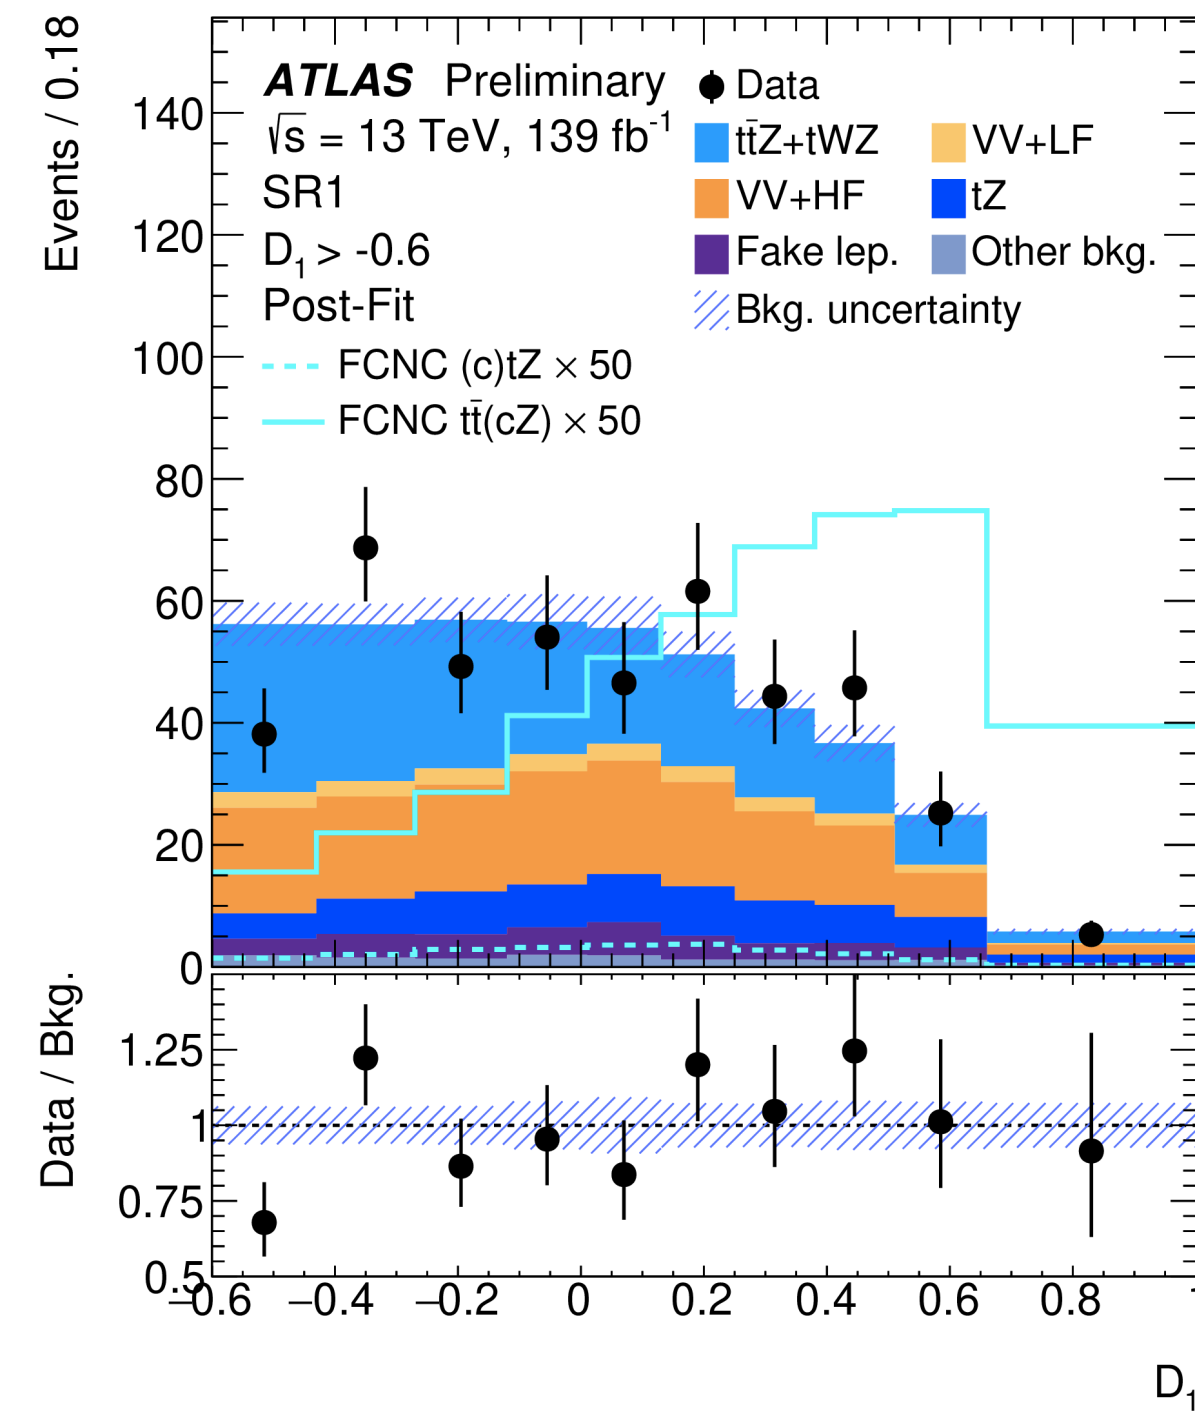 Events / 0.18
140
120
100
80
60
40
20
0
ATLAS Preliminary
√s = 13 TeV, 139 fb⁻¹
SR1
D₁ > -0.6
Post-Fit
FCNC (c)tZ × 50
FCNC tt̄(cZ) × 50
Data
tt̄Z+tWZ
VV+LF
VV+HF
tZ
Fake lep.
Other bkg.
Bkg. uncertainty
Data / Bkg.
1.25
1
0.75
0.5
−0.6 −0.4 −0.2 0 0.2 0.4 0.6 0.8
D₁